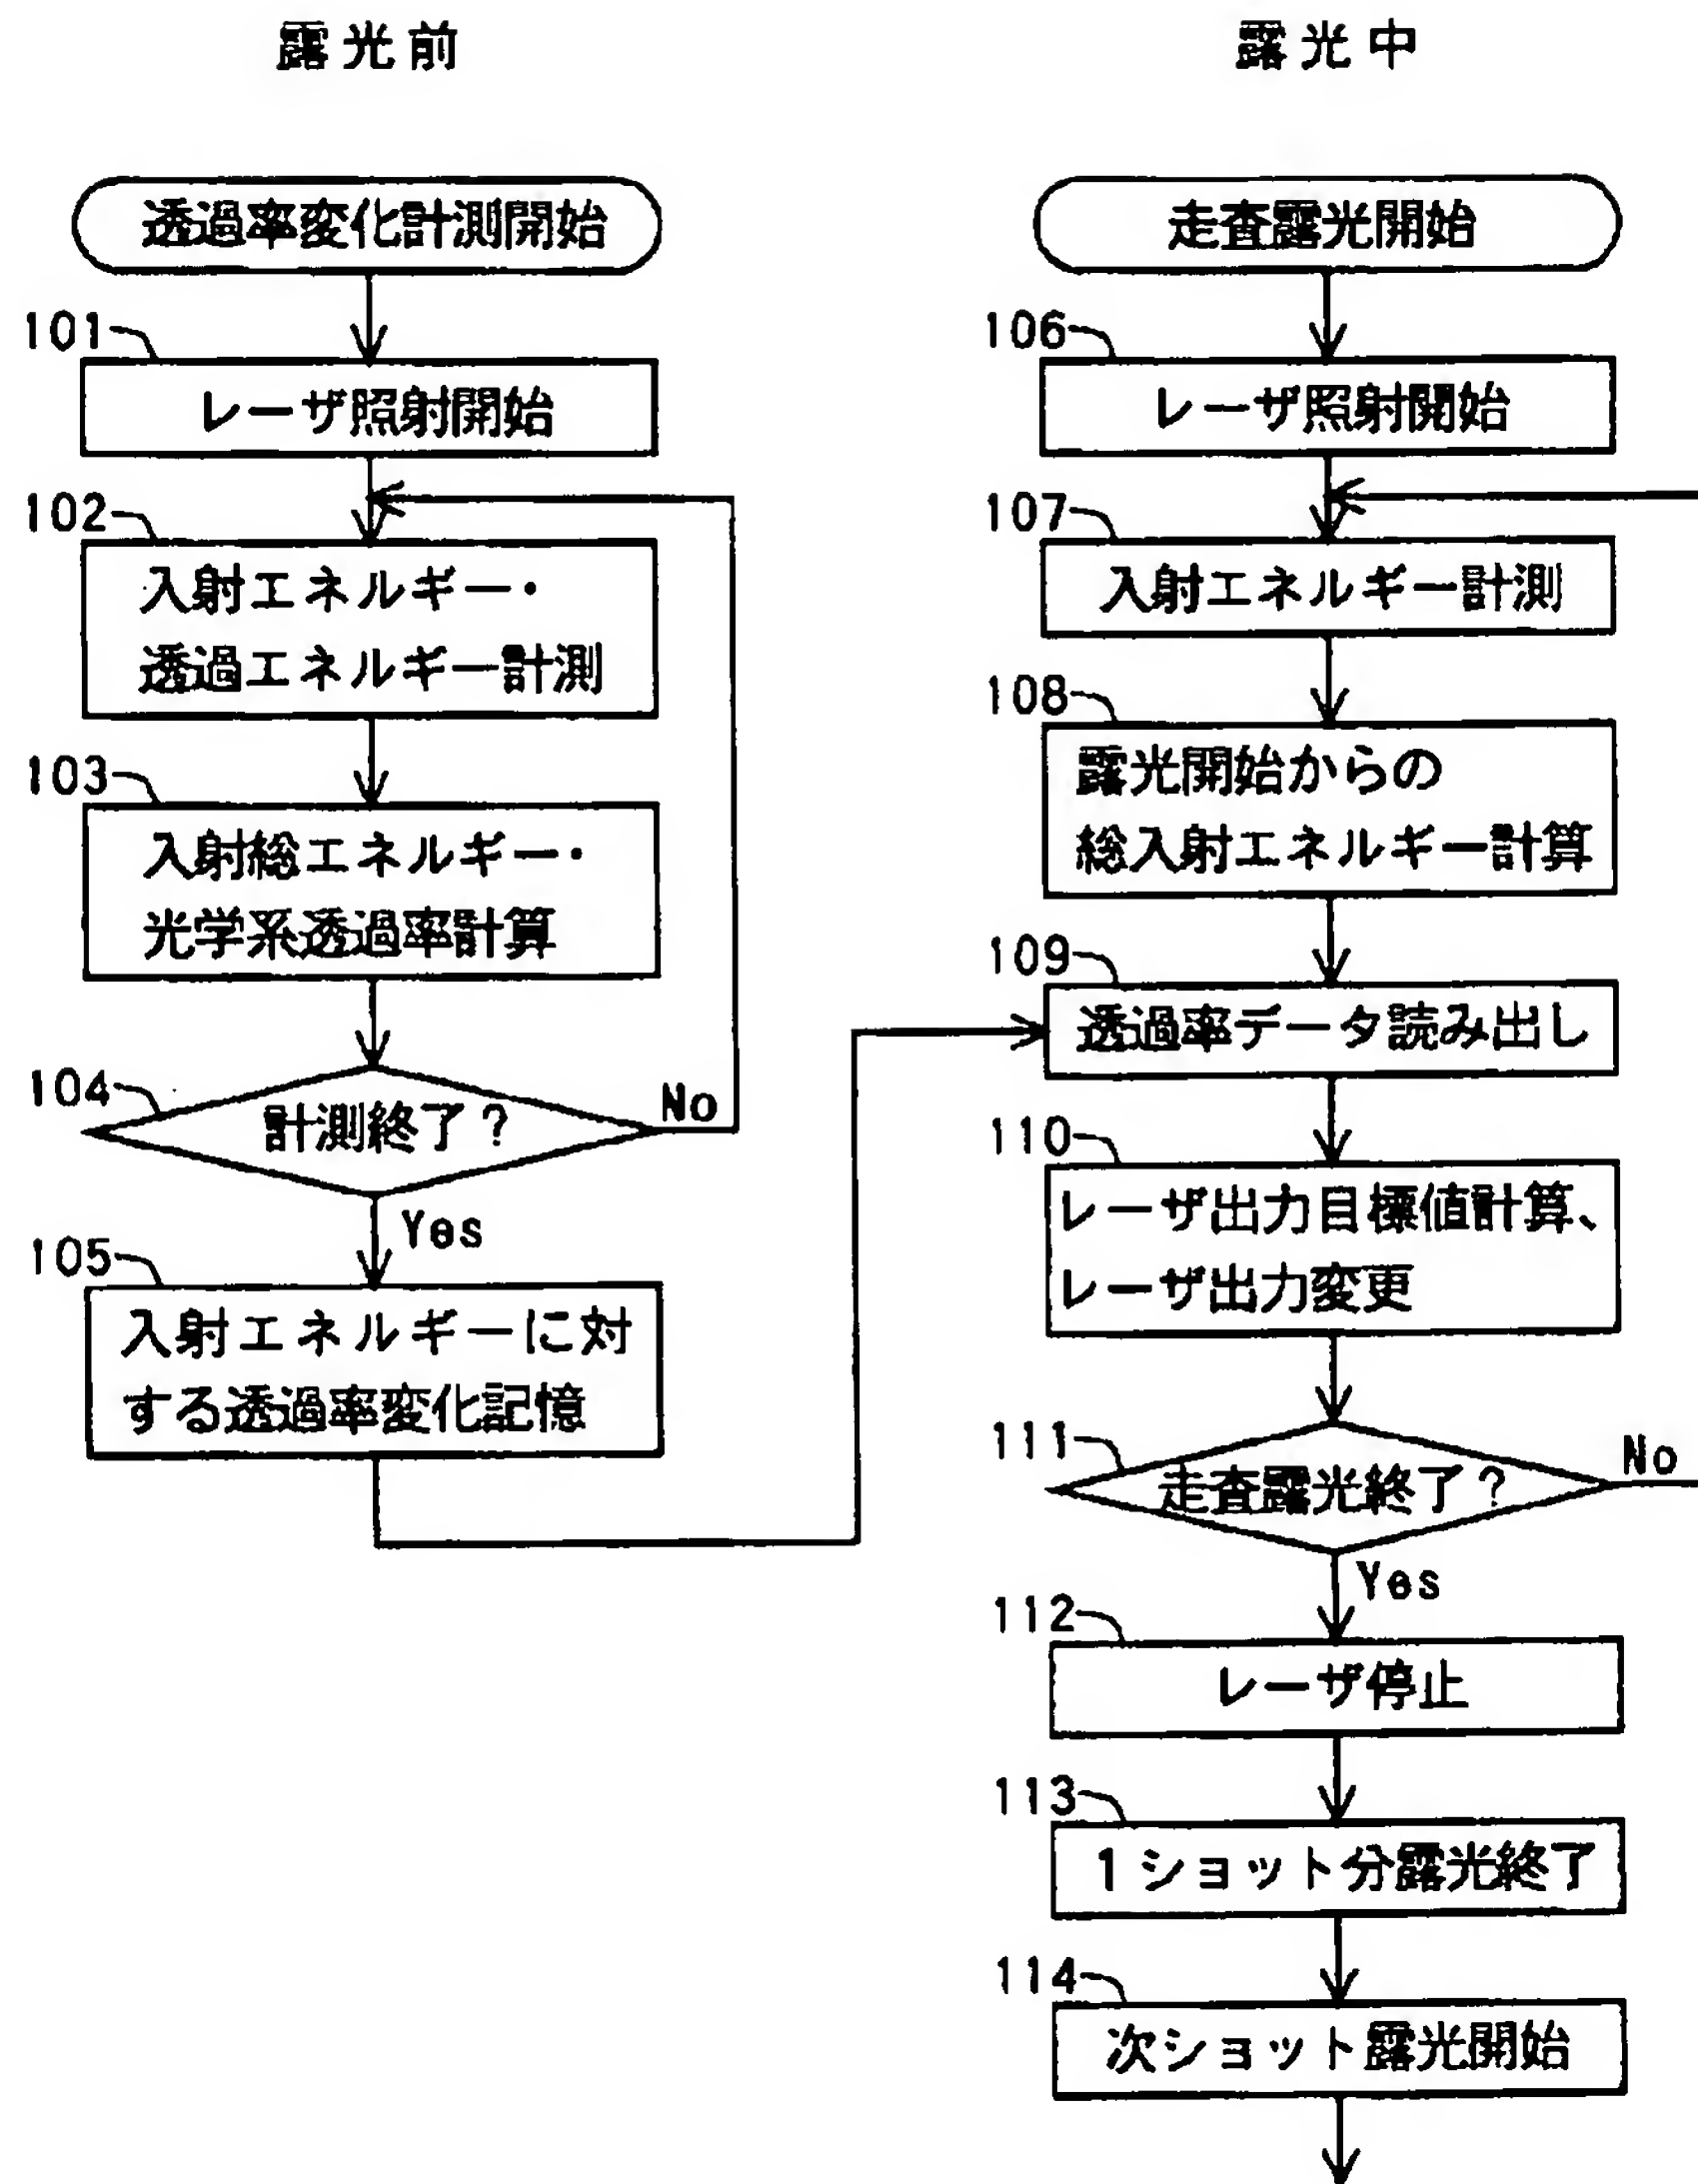 露光前
透過率変化計測開始
101
レーザ照射開始
102
入射エネルギー・
透過エネルギー計測
103
入射総エネルギー・
光学系透過率計算
104
計測終了?
No
Yes
105
入射エネルギーに対
する透過率変化記憶
露光中
走査露光開始
106
レーザ照射開始
107
入射エネルギー計測
108
露光開始からの
総入射エネルギー計算
109
透過率データ読み出し
110
レーザ出力目標値計算、
レーザ出力変更
111
走査露光終了?
No
Yes
112
レーザ停止
113
1ショット分露光終了
114
次ショット露光開始